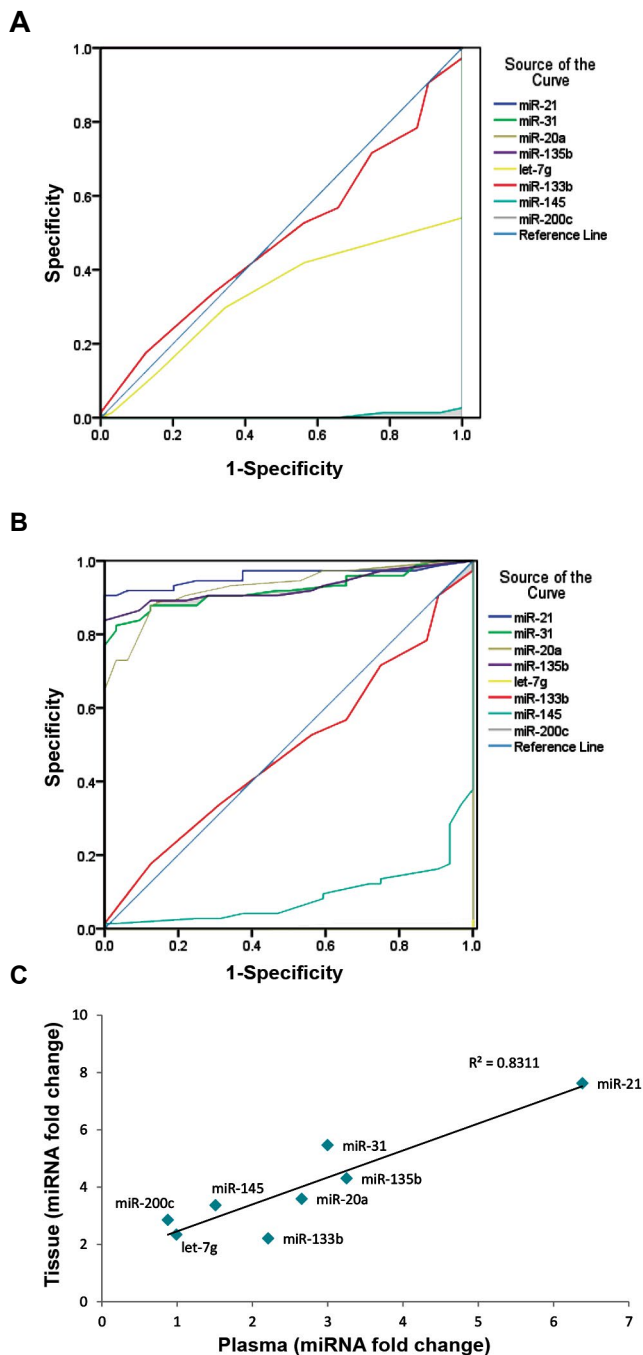 A
Source of the
Curve
miR-21
miR-31
miR-20a
miR-135b
let-7g
miR-133b
miR-145
miR-200c
Reference Line
Specificity
1.0
0.8
0.6
0.4
0.2
0.0
0.0 0.2 0.4 0.6 0.8 1.0
1-Specificity
B
Source of the
Curve
miR-21
miR-31
miR-20a
miR-135b
let-7g
miR-133b
miR-145
miR-200c
Reference Line
Specificity
1.0
0.8
0.6
0.4
0.2
0.0
0.0 0.2 0.4 0.6 0.8 1.0
1-Specificity
C
Tissue (miRNA fold change)
10
8
6
4
2
0
R² = 0.8311
miR-21
miR-31
miR-135b
miR-145
miR-20a
miR-200c
let-7g
miR-133b
0 1 2 3 4 5 6 7
Plasma (miRNA fold change)